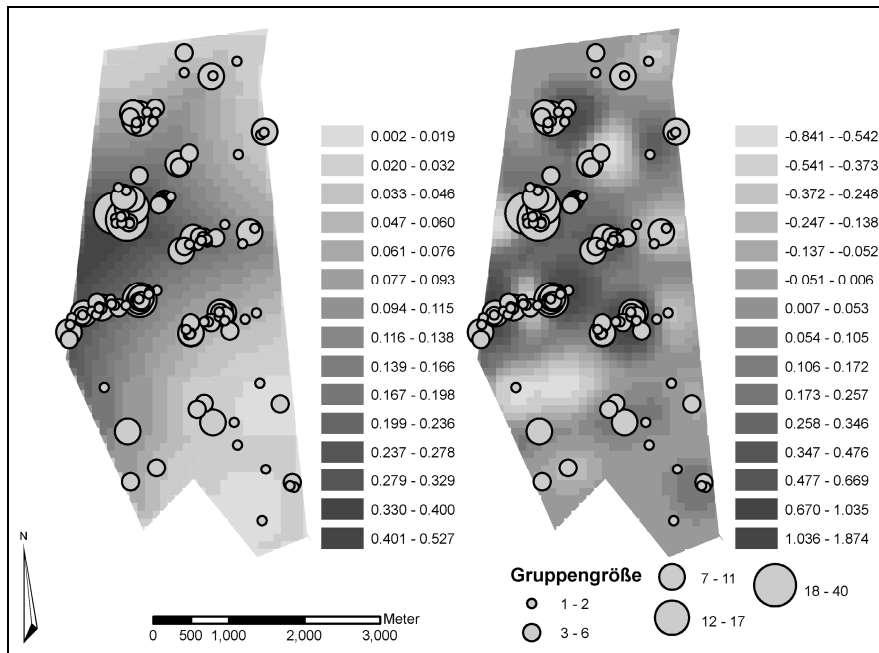 0.002 - 0.019
0.020 - 0.032
0.033 - 0.046
0.047 - 0.060
0.061 - 0.076
0.077 - 0.093
0.094 - 0.115
0.116 - 0.138
0.139 - 0.166
0.167 - 0.198
0.199 - 0.236
0.237 - 0.278
0.279 - 0.329
0.330 - 0.400
0.401 - 0.527
-0.841 - -0.542
-0.541 - -0.373
-0.372 - -0.248
-0.247 - -0.138
-0.137 - -0.052
-0.051 - 0.006
0.007 - 0.053
0.054 - 0.105
0.106 - 0.172
0.173 - 0.257
0.258 - 0.346
0.347 - 0.476
0.477 - 0.669
0.670 - 1.035
1.036 - 1.874
N
Meter
0 500 1,000 2,000 3,000
Gruppengröße
1 - 2
3 - 6
7 - 11
12 - 17
18 - 40